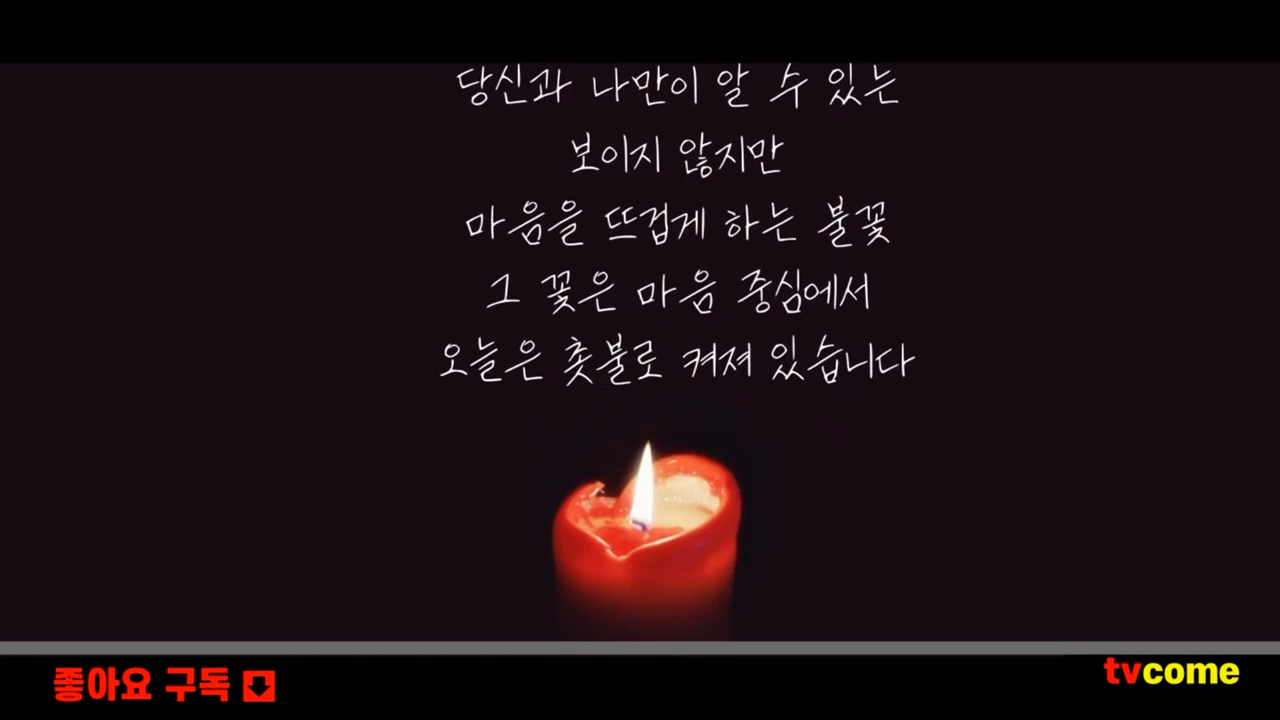 당신과 나만이 알 수 있는
보이지 않지만
마음을 뜨겁게 하는 불꽃
그 꽃은 마음 중심에서
오늘은 촛불로 켜져 있습니다
좋아요 구독
tvcome